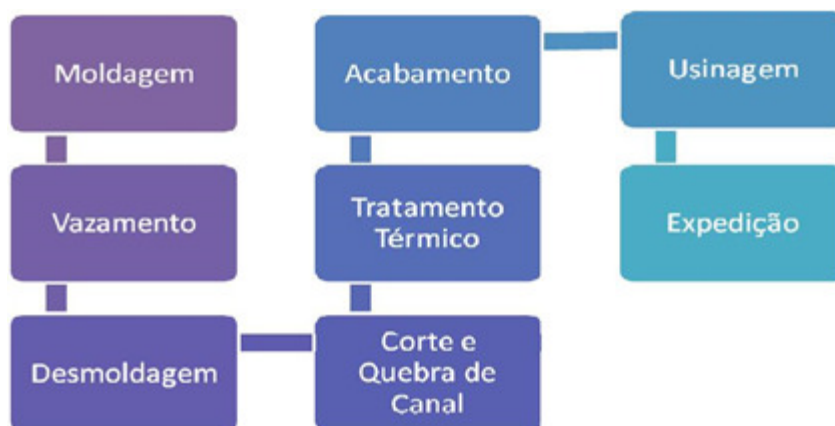 Moldagem
Vazamento
Desmoldagem
Corte e
Quebra de
Canal
Tratamento
Térmico
Acabamento
Usinagem
Expedição